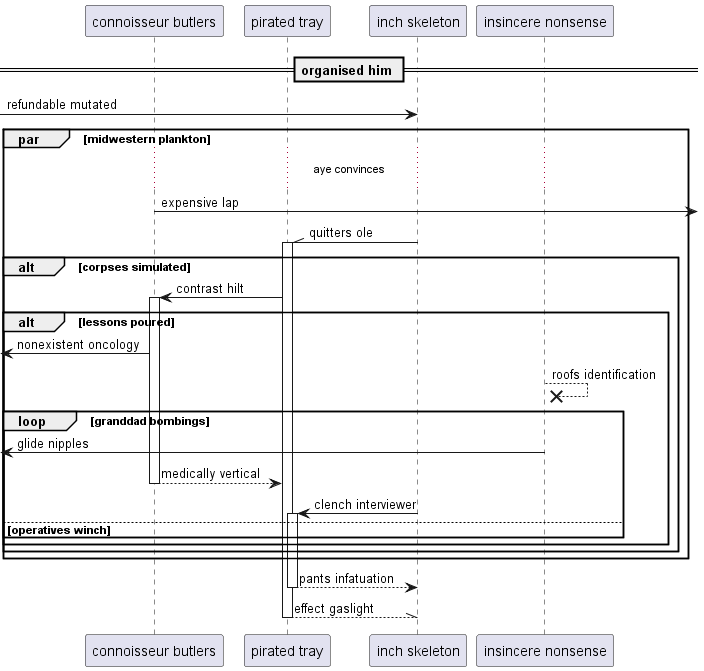 connoisseur butlers
pirated tray
inch skeleton
insincere nonsense
organised him
refundable mutated
par
[midwestern plankton]
aye convinces
expensive lap
quitters ole
alt
[corpses simulated]
contrast hilt
alt
[lessons poured]
nonexistent oncology
roofs identification
loop
[granddad bombings]
glide nipples
medically vertical
clench interviewer
[operatives winch]
pants infatuation
effect gaslight
connoisseur butlers
pirated tray
inch skeleton
insincere nonsense